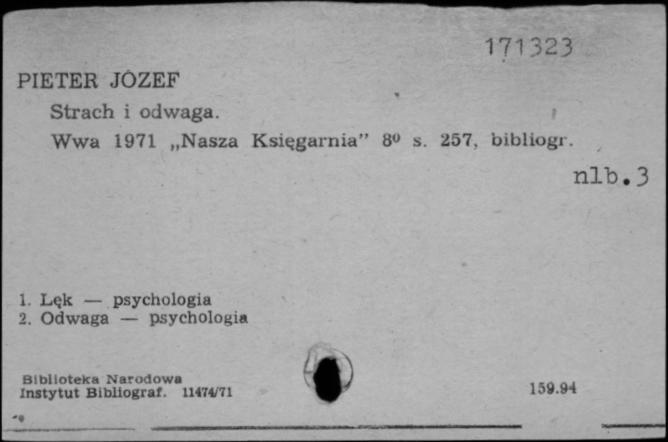 171323
PIETER JÓZEF
Strach i odwaga.
Wwa 1971 „Nasza Księgarnia” 8º s. 257, bibliogr.
nlb.3
1. Lęk — psychologia
2. Odwaga — psychologia
Biblioteka Narodowa
Instytut Bibliograf. 11474/71
159.94